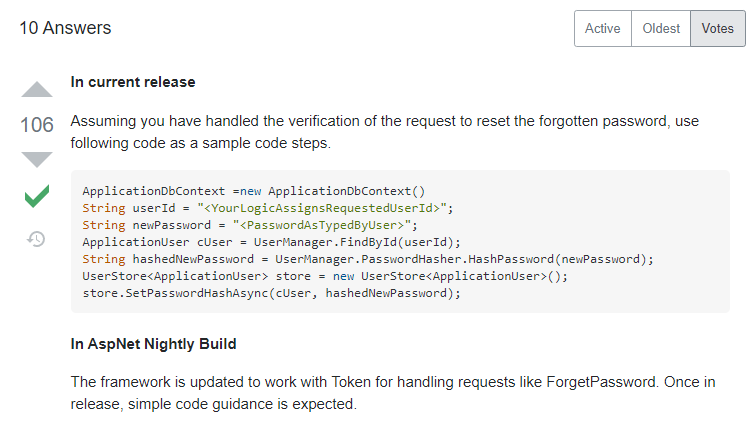 10 Answers
Active Oldest Votes
In current release
106
Assuming you have handled the verification of the request to reset the forgotten password, use
following code as a sample code steps.
ApplicationDbContext =new ApplicationDbContext()
String userId = "<YourLogicAssignsRequestedUserId>";
String newPassword = "<PasswordAsTypedByUser>";
ApplicationUser cUser = UserManager.FindById(userId);
String hashedNewPassword = UserManager.PasswordHasher.HashPassword(newPassword);
UserStore<ApplicationUser> store = new UserStore<ApplicationUser>();
store.SetPasswordHashAsync(cUser, hashedNewPassword);
In AspNet Nightly Build
The framework is updated to work with Token for handling requests like ForgetPassword. Once in
release, simple code guidance is expected.